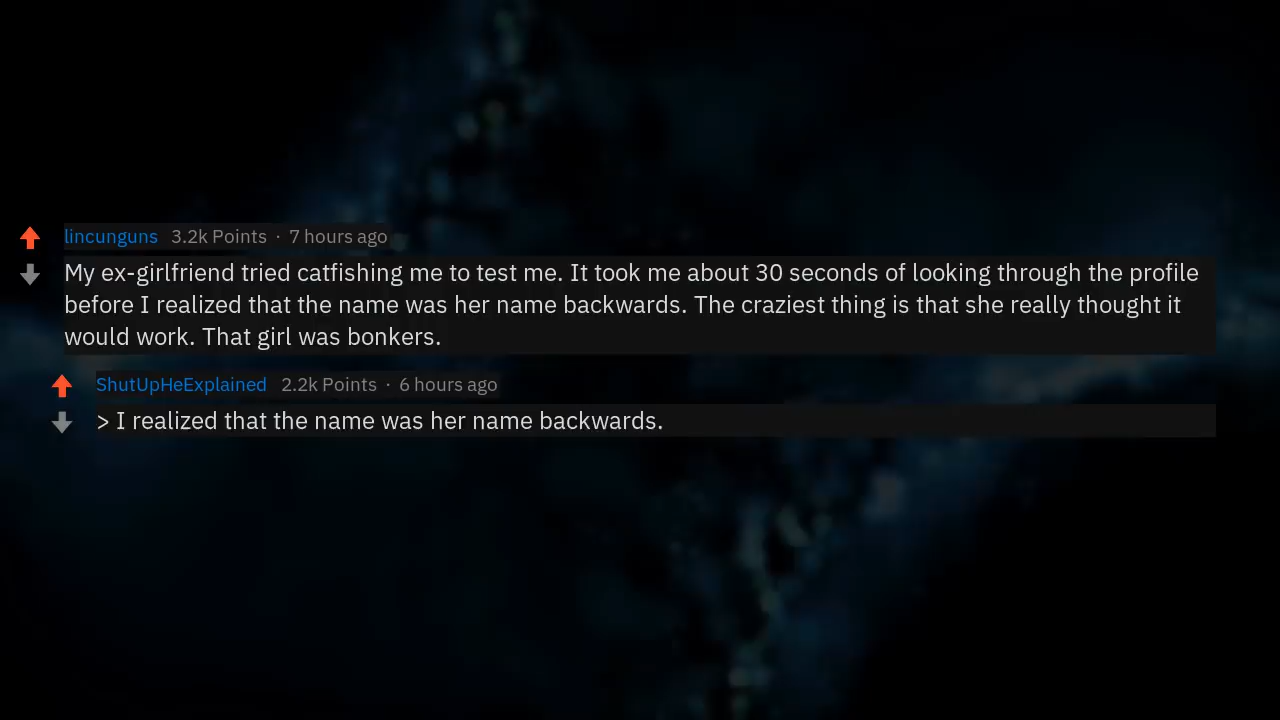 lincunguns 3.2k Points · 7 hours ago
My ex-girlfriend tried catfishing me to test me. It took me about 30 seconds of looking through the profile
before I realized that the name was her name backwards. The craziest thing is that she really thought it
would work. That girl was bonkers.
ShutUpHeExplained 2.2k Points · 6 hours ago
> I realized that the name was her name backwards.